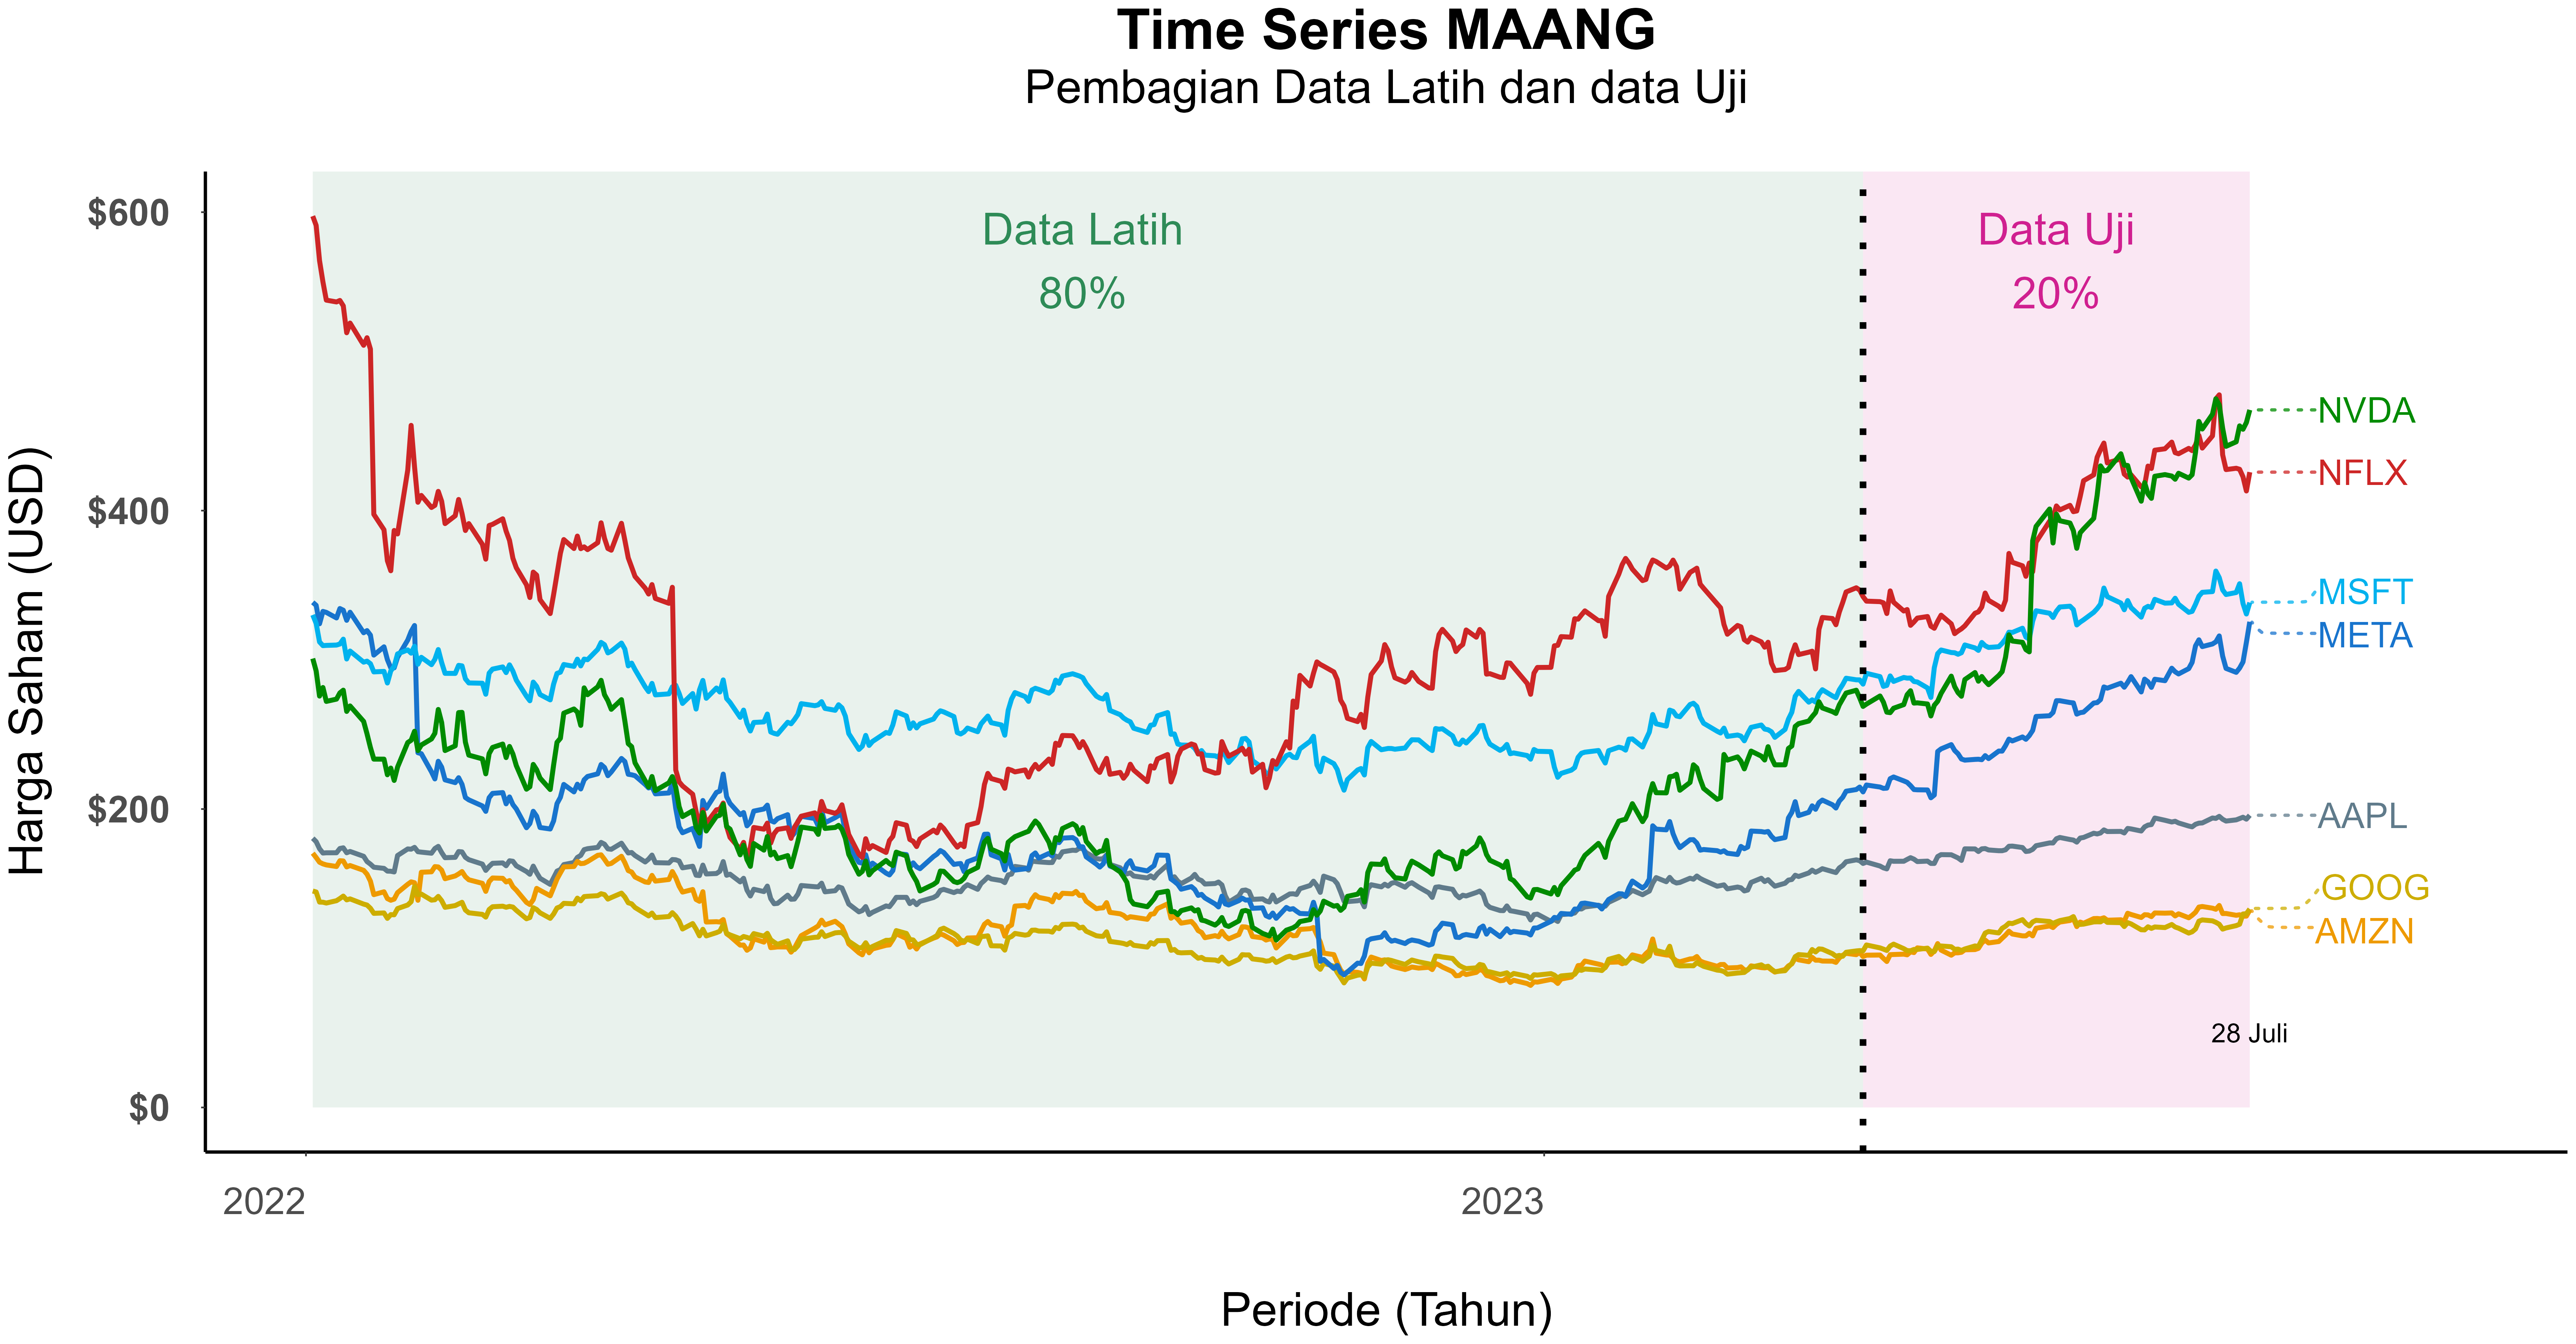 Time Series MAANG
Pembagian Data Latih dan data Uji
Harga Saham (USD)
$600
$400
$200
$0
Data Latih
80%
Data Uji
20%
NVDA
NFLX
MSFT
META
AAPL
GOOG
AMZN
28 Juli
2022
2023
Periode (Tahun)